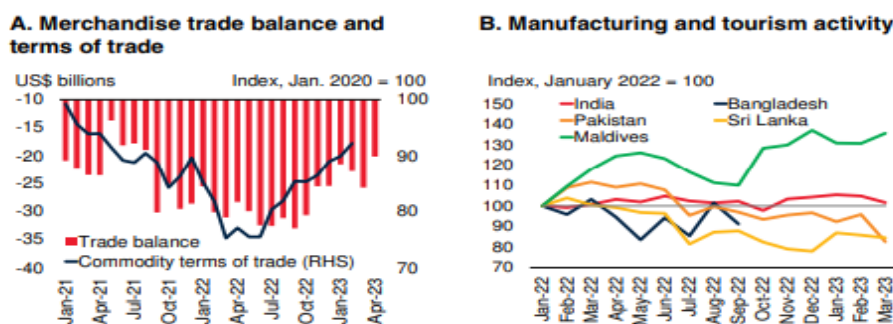 A. Merchandise trade balance and
terms of trade
US$ billions Index, Jan. 2020 = 100
-10 100
-15
-20 90
-25
-30 80
-35
-40 70
Trade balance
Commodity terms of trade (RHS)
Jan-21 Apr-21 Jul-21 Oct-21 Jan-22 Apr-22 Jul-22 Oct-22 Jan-23 Apr-23
B. Manufacturing and tourism activity
Index, January 2022 = 100
150
140
130
120
110
100
90
80
70
India Bangladesh
Pakistan Sri Lanka
Maldives
Jan-22 Feb-22 Mar-22 Apr-22 May-22 Jun-22 Jul-22 Aug-22 Sep-22 Oct-22 Nov-22 Dec-22 Jan-23 Feb-23 Mar-23